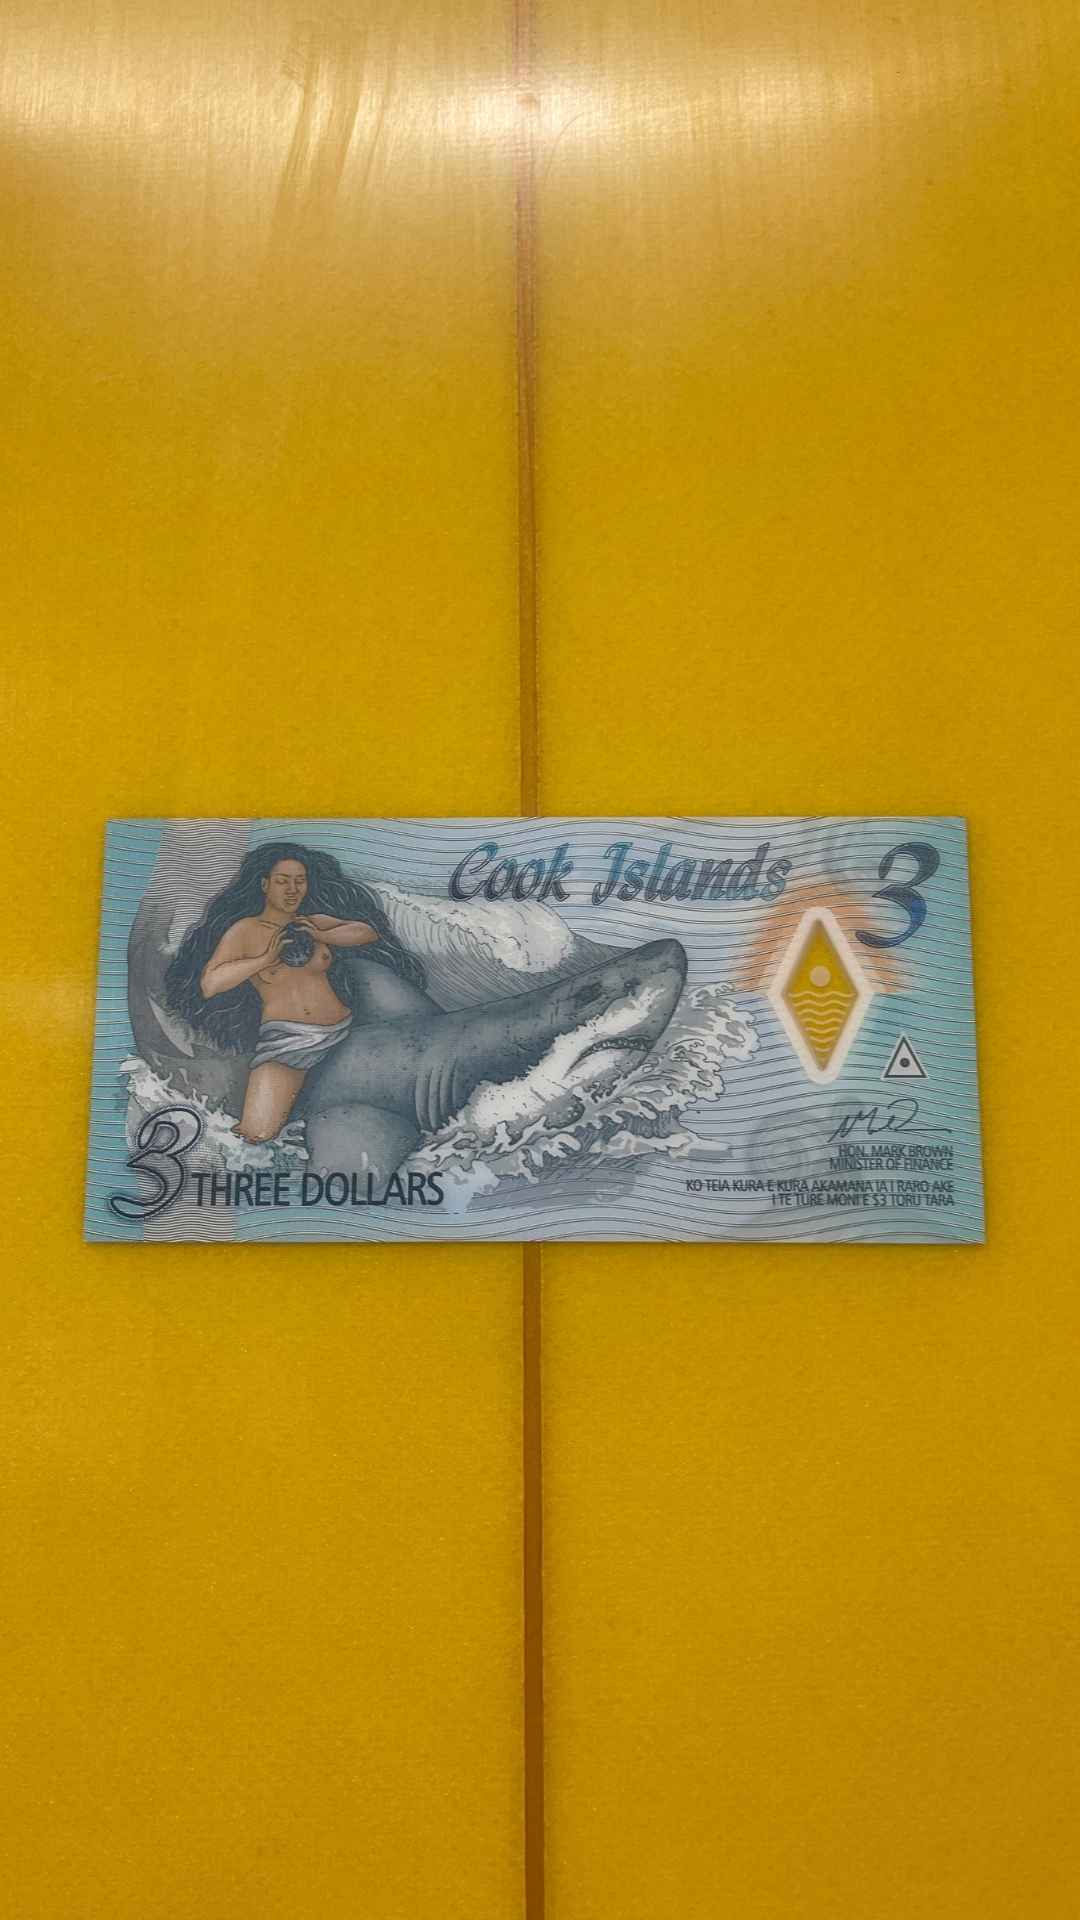 Cook Islands
3
3 THREE DOLLARS
HON. MARK BROWN
MINISTER OF FINANCE
KO TEIA KURA E KURA AKAMANA IA I RARO AKE
I TE TURE MONI E $3 TORU TARA